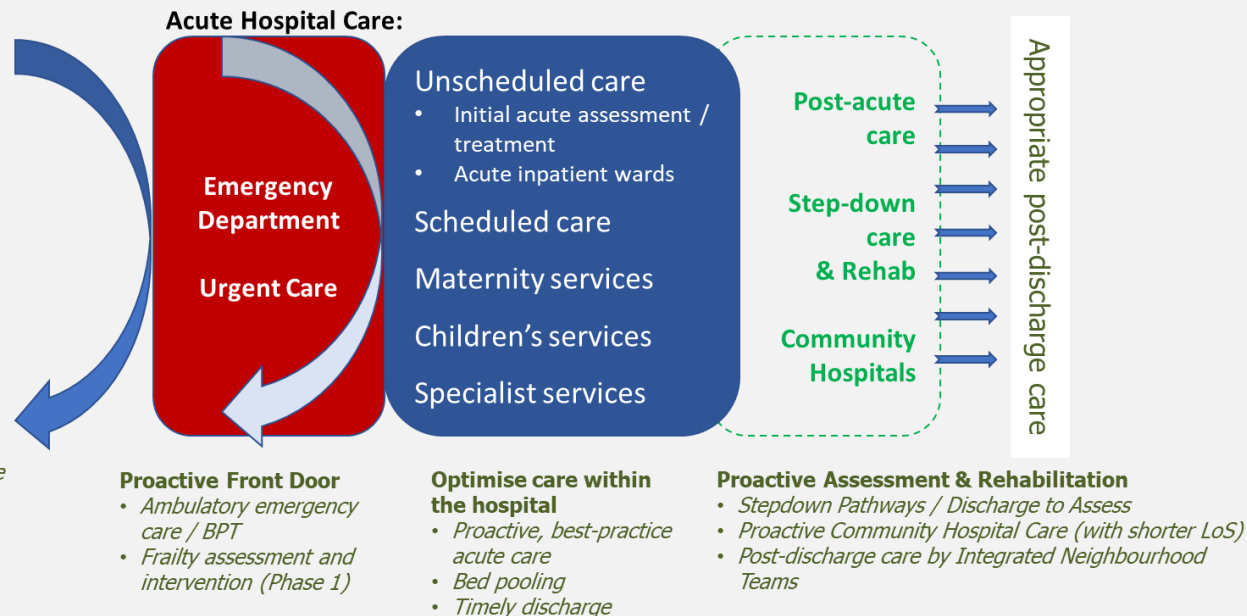 Acute Hospital Care:
Emergency
Department
Urgent Care
Unscheduled care
• Initial acute assessment /
treatment
• Acute inpatient wards
Scheduled care
Maternity services
Children’s services
Specialist services
Post-acute
care
Step-down
care
& Rehab
Community
Hospitals
Appropriate post-discharge care
e
Proactive Front Door
• Ambulatory emergency
care / BPT
• Frailty assessment and
intervention (Phase 1)
Optimise care within
the hospital
• Proactive, best-practice
acute care
• Bed pooling
• Timely discharge
Proactive Assessment & Rehabilitation
• Stepdown Pathways / Discharge to Assess
• Proactive Community Hospital Care (with shorter LoS)
• Post-discharge care by Integrated Neighbourhood
Teams